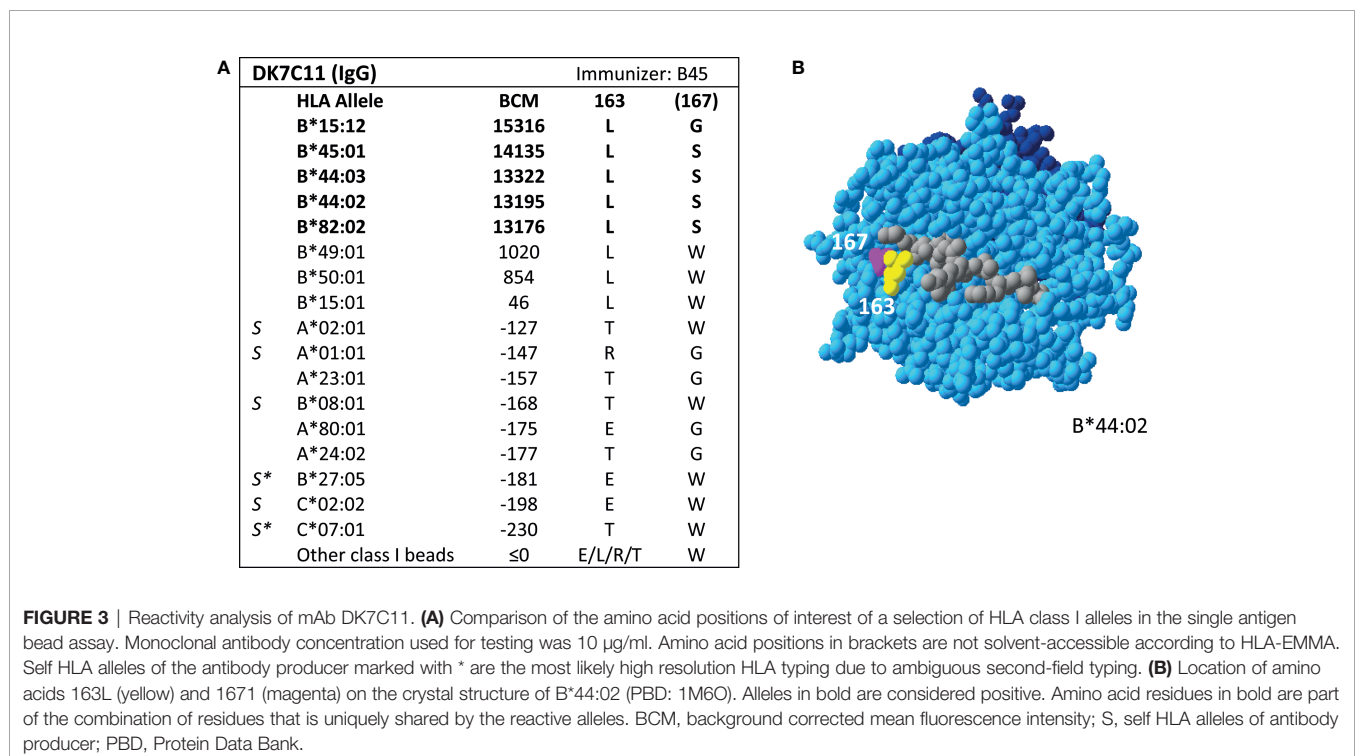 A
DK7C11 (IgG) Immunizer: B45
HLA Allele BCM 163 (167)
B*15:12 15316 L G
B*45:01 14135 L S
B*44:03 13322 L S
B*44:02 13195 L S
B*82:02 13176 L S
B*49:01 1020 L W
B*50:01 854 L W
B*15:01 46 L W
S A*02:01 -127 T W
S A*01:01 -147 R G
A*23:01 -157 T G
S B*08:01 -168 T W
A*80:01 -175 E G
A*24:02 -177 T G
S* B*27:05 -181 E W
S C*02:02 -198 E W
S* C*07:01 -230 T W
Other class I beads ≤0 E/L/R/T W
B
167
163
B*44:02
FIGURE 3 | Reactivity analysis of mAb DK7C11. (A) Comparison of the amino acid positions of interest of a selection of HLA class I alleles in the single antigen
bead assay. Monoclonal antibody concentration used for testing was 10 µg/ml. Amino acid positions in brackets are not solvent-accessible according to HLA-EMMA.
Self HLA alleles of the antibody producer marked with * are the most likely high resolution HLA typing due to ambiguous second-field typing. (B) Location of amino
acids 163L (yellow) and 1671 (magenta) on the crystal structure of B*44:02 (PBD: 1M6O). Alleles in bold are considered positive. Amino acid residues in bold are part
of the combination of residues that is uniquely shared by the reactive alleles. BCM, background corrected mean fluorescence intensity; S, self HLA alleles of antibody
producer; PBD, Protein Data Bank.